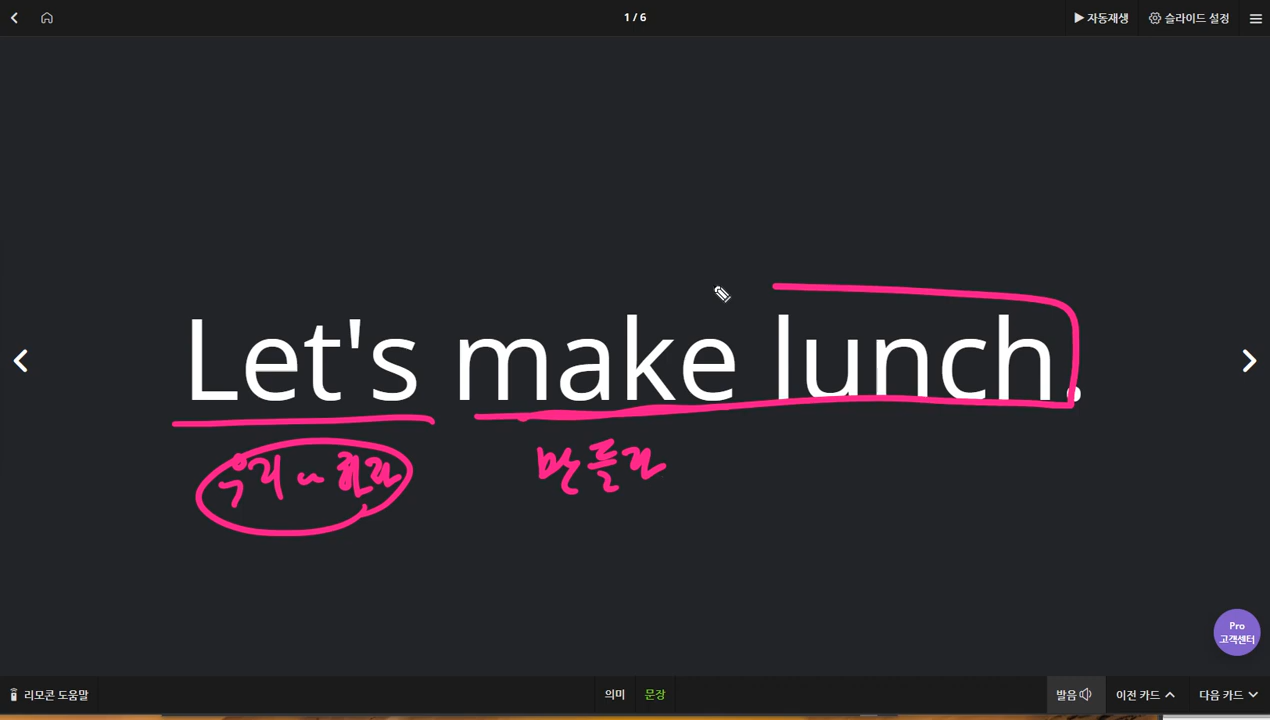 1 / 6
자동재생
슬라이드 설정
Let's make lunch.
우리 ~ 하자
만들자
Pro
고객센터
리모콘 도움말
의미
문장
발음
이전 카드
다음 카드